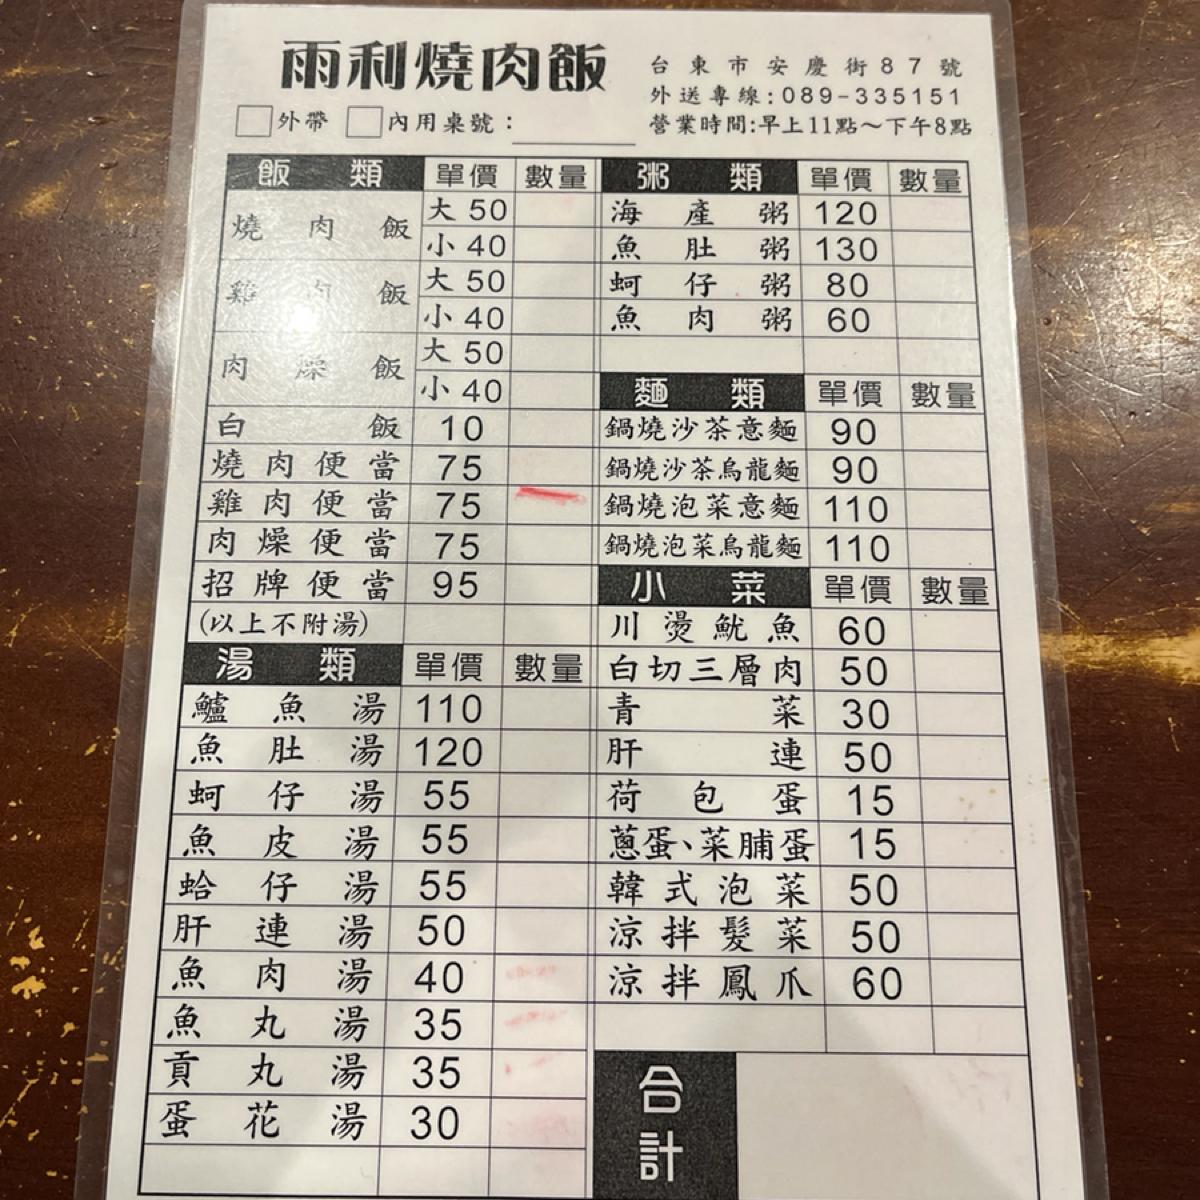 雨利燒肉飯
台東市安慶街87號
外送專線:089-335151
營業時間:早上11點～下午8點
外帶 內用桌號：
飯類 單價 數量
燒肉飯 大50
小40
雞肉飯 大50
小40
肉燥飯 大50
小40
白飯 10
燒肉便當 75
雞肉便當 75
肉燥便當 75
招牌便當 95
(以上不附湯)
湯類 單價 數量
鱸魚湯 110
魚肚湯 120
蚵仔湯 55
魚皮湯 55
蛤仔湯 55
肝連湯 50
魚肉湯 40
魚丸湯 35
貢丸湯 35
蛋花湯 30
粥類 單價 數量
海產粥 120
魚肚粥 130
蚵仔粥 80
魚肉粥 60
麵類 單價 數量
鍋燒沙茶意麵 90
鍋燒沙茶烏龍麵 90
鍋燒泡菜意麵 110
鍋燒泡菜烏龍麵 110
小菜 單價 數量
川燙魷魚 60
白切三層肉 50
青菜 30
肝連 50
荷包蛋 15
蔥蛋、菜脯蛋 15
韓式泡菜 50
涼拌髮菜 50
涼拌鳳爪 60
合計